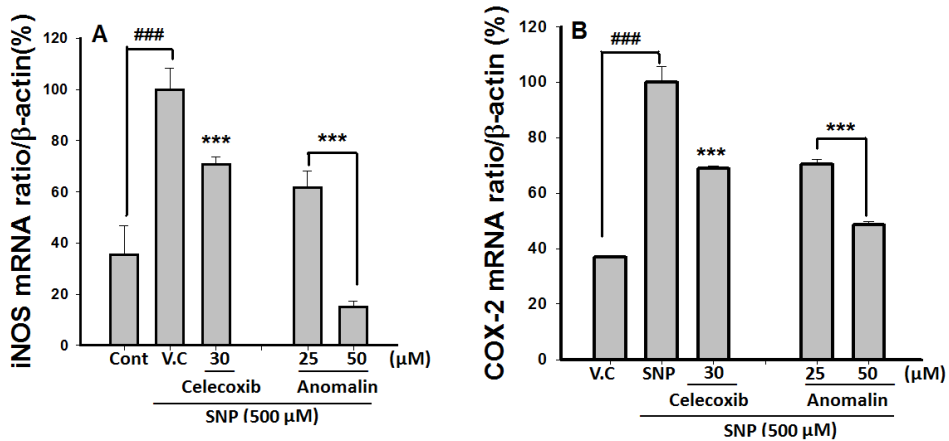 A
iNOS mRNA ratio/β-actin(%)
120
100
80
60
40
20
0
###
***
***
Cont V.C 30 25 50 (µM)
Celecoxib Anomalin
SNP (500 µM)
B
COX-2 mRNA ratio/β-actin (%)
120
100
80
60
40
20
0
###
***
***
V.C SNP 30 25 50 (µM)
Celecoxib Anomalin
SNP (500 µM)